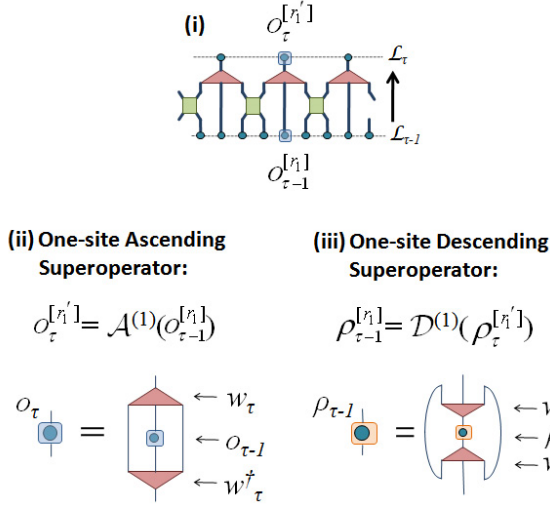 (i)
O_τ^[r_1']
ℒ_τ
ℒ_τ-1
O_τ-1^[r_1]
(ii) One-site Ascending
Superoperator:
O_τ^[r_1'] = 𝒜^(1)(O_τ-1^[r_1])
O_τ
=
← w_τ
← O_τ-1
← w^†_τ
(iii) One-site Descending
Superoperator:
ρ_τ-1^[r_1] = 𝒟^(1)(ρ_τ^[r_1'])
ρ_τ-1
=
←
←
←